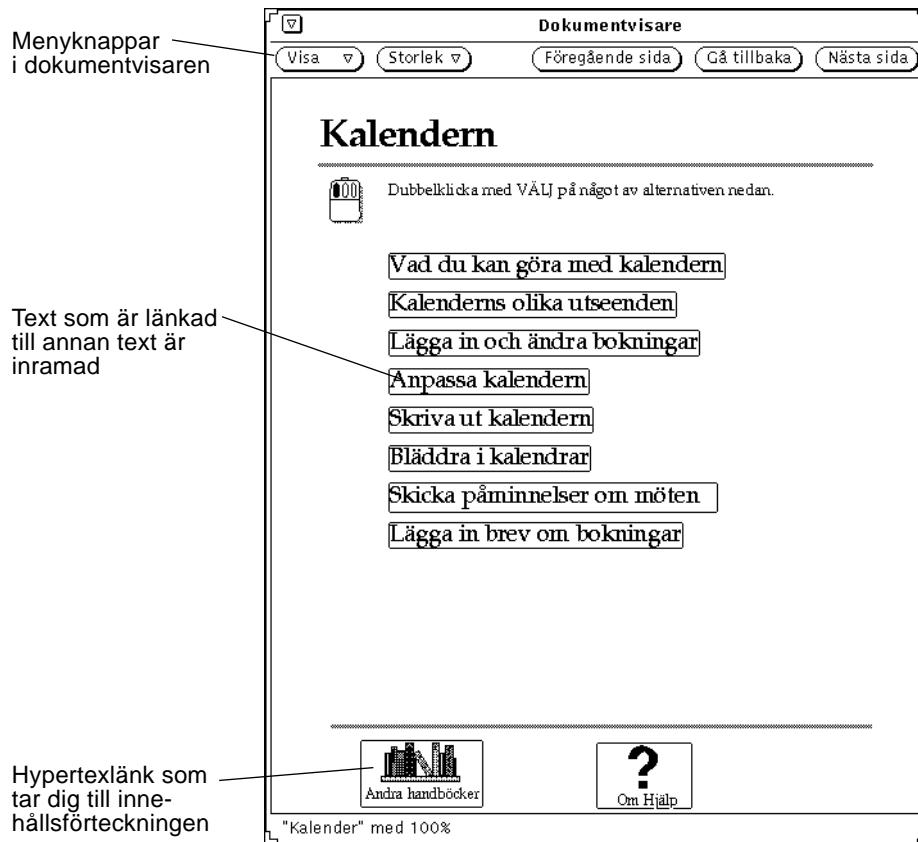 Dokumentvisare
Menyknappar
i dokumentvisaren
Visa Storlek Föregående sida Gå tillbaka Nästa sida
Kalendern
Dubbelklicka med VÄLJ på något av alternativen nedan.
Vad du kan göra med kalendern
Kalenderns olika utseenden
Text som är länkad
till annan text är
inramad
Lägga in och ändra bokningar
Anpassa kalendern
Skriva ut kalendern
Bläddra i kalendrar
Skicka påminnelser om möten
Lägga in brev om bokningar
Hypertexlänk som
tar dig till inne-
hållsförteckningen
Andra handböcker
?
Om Hjälp
"Kalender" med 100%